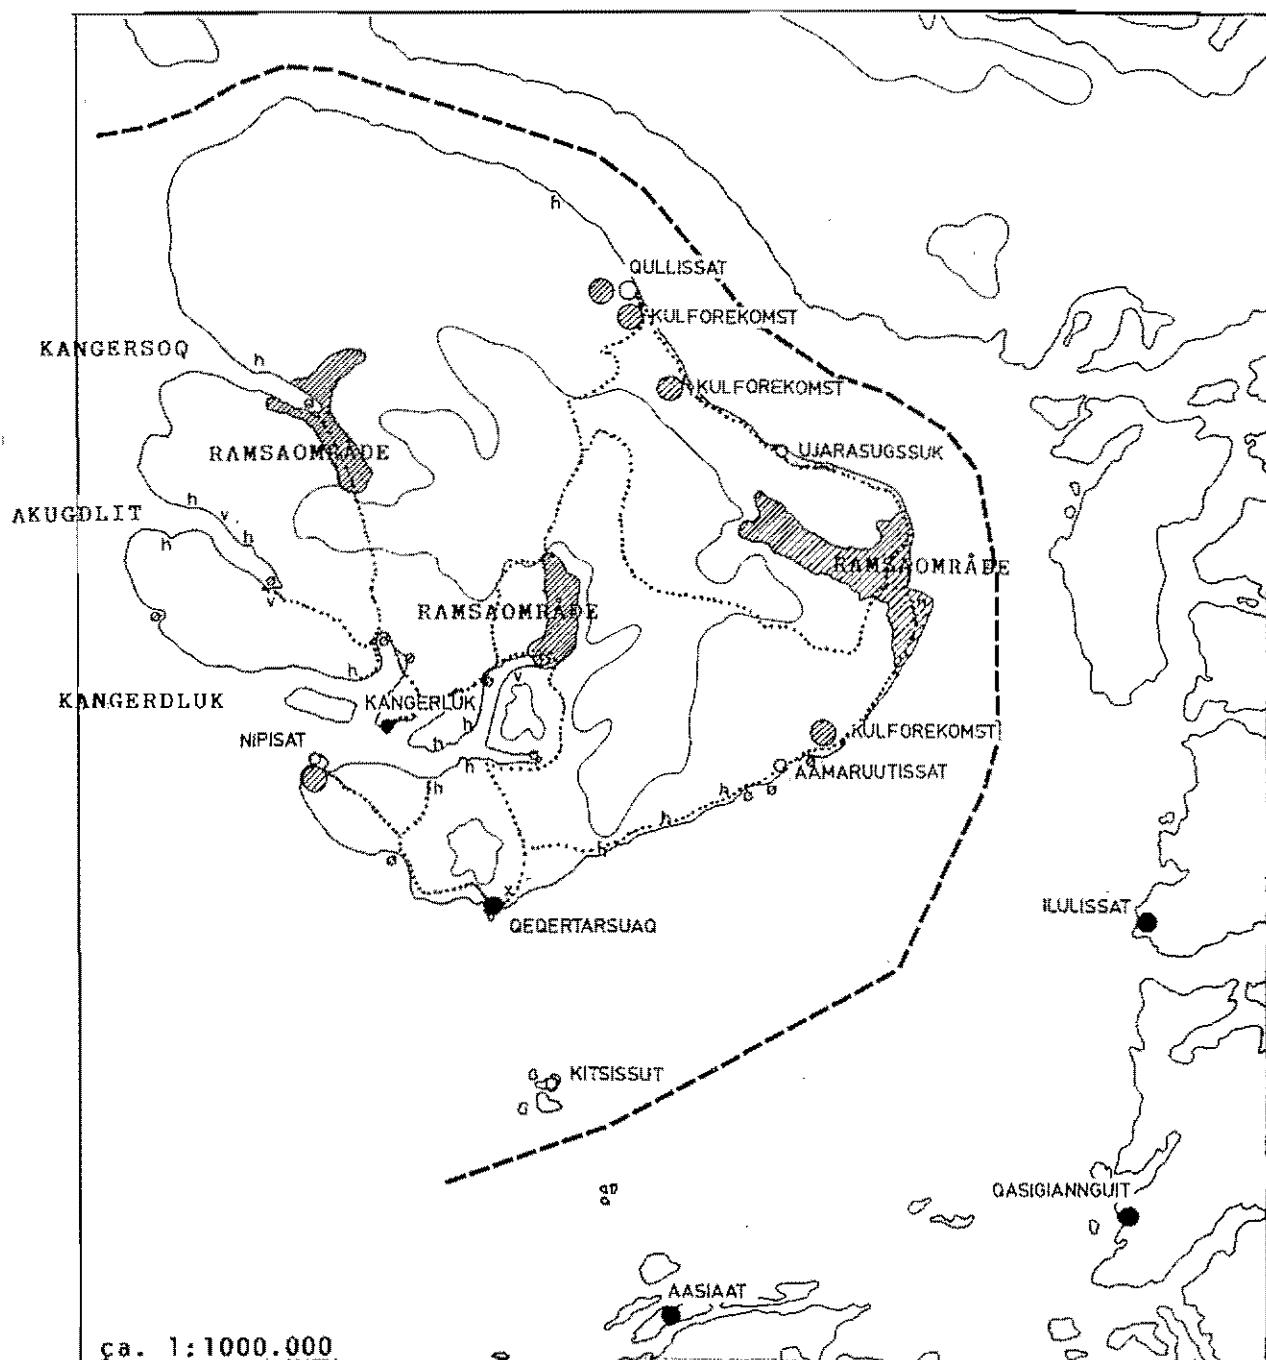 h
QULLISSAT
KULFOREKOMST
KANGERSOQ
h
KULFOREKOMST
ø
RAMSAOMRÅDE
UJARASUGSSUK
h
v
AKUGDLIT
h
h
RAMSAOMRÅDE
ø
v
h
RAMSAOMRÅDE
ø
ø
h
v
KANGERDLUK
KANGERLUK
h
KULFOREKOMST
NIPISAT
h
h
AAMARUUTISSAT
h
h
ø
ø
h
h
ø
x
ILULISSAT
QEQERTARSUAQ
KITSISSUT
QASIGIANNGUIT
AASIAAT
ca. 1:1000.000